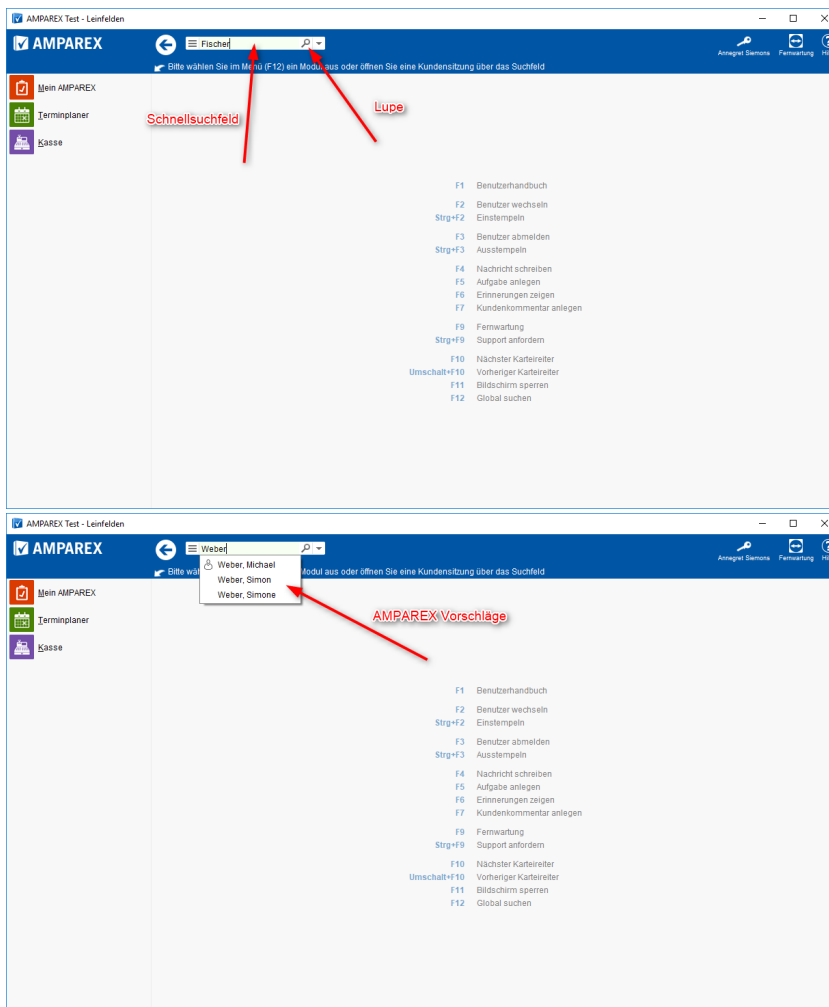 AMPAREX Test - Leinfelden
AMPAREX
Fischer
Annegret Siemons
Fernwartung
Bitte wählen Sie im Menü (F12) ein Modul aus oder öffnen Sie eine Kundensitzung über das Suchfeld
Mein AMPAREX
Terminplaner
Kasse
Schnellsuchfeld
Lupe
F1 Benutzerhandbuch
F2 Benutzer wechseln
Strg+F2 Einstempeln
F3 Benutzer abmelden
Strg+F3 Ausstempeln
F4 Nachricht schreiben
F5 Aufgabe anlegen
F6 Erinnerungen zeigen
F7 Kundenkommentar anlegen
F9 Fernwartung
Strg+F9 Support anfordern
F10 Nächster Karteireiter
Umschalt+F10 Vorheriger Karteireiter
F11 Bildschirm sperren
F12 Global suchen
AMPAREX Test - Leinfelden
AMPAREX
Weber
Annegret Siemons
Fernwartung
Weber, Michael
Weber, Simon
Weber, Simone
Bitte wäh Modul aus oder öffnen Sie eine Kundensitzung über das Suchfeld
Mein AMPAREX
Terminplaner
Kasse
AMPAREX Vorschläge
F1 Benutzerhandbuch
F2 Benutzer wechseln
Strg+F2 Einstempeln
F3 Benutzer abmelden
Strg+F3 Ausstempeln
F4 Nachricht schreiben
F5 Aufgabe anlegen
F6 Erinnerungen zeigen
F7 Kundenkommentar anlegen
F9 Fernwartung
Strg+F9 Support anfordern
F10 Nächster Karteireiter
Umschalt+F10 Vorheriger Karteireiter
F11 Bildschirm sperren
F12 Global suchen